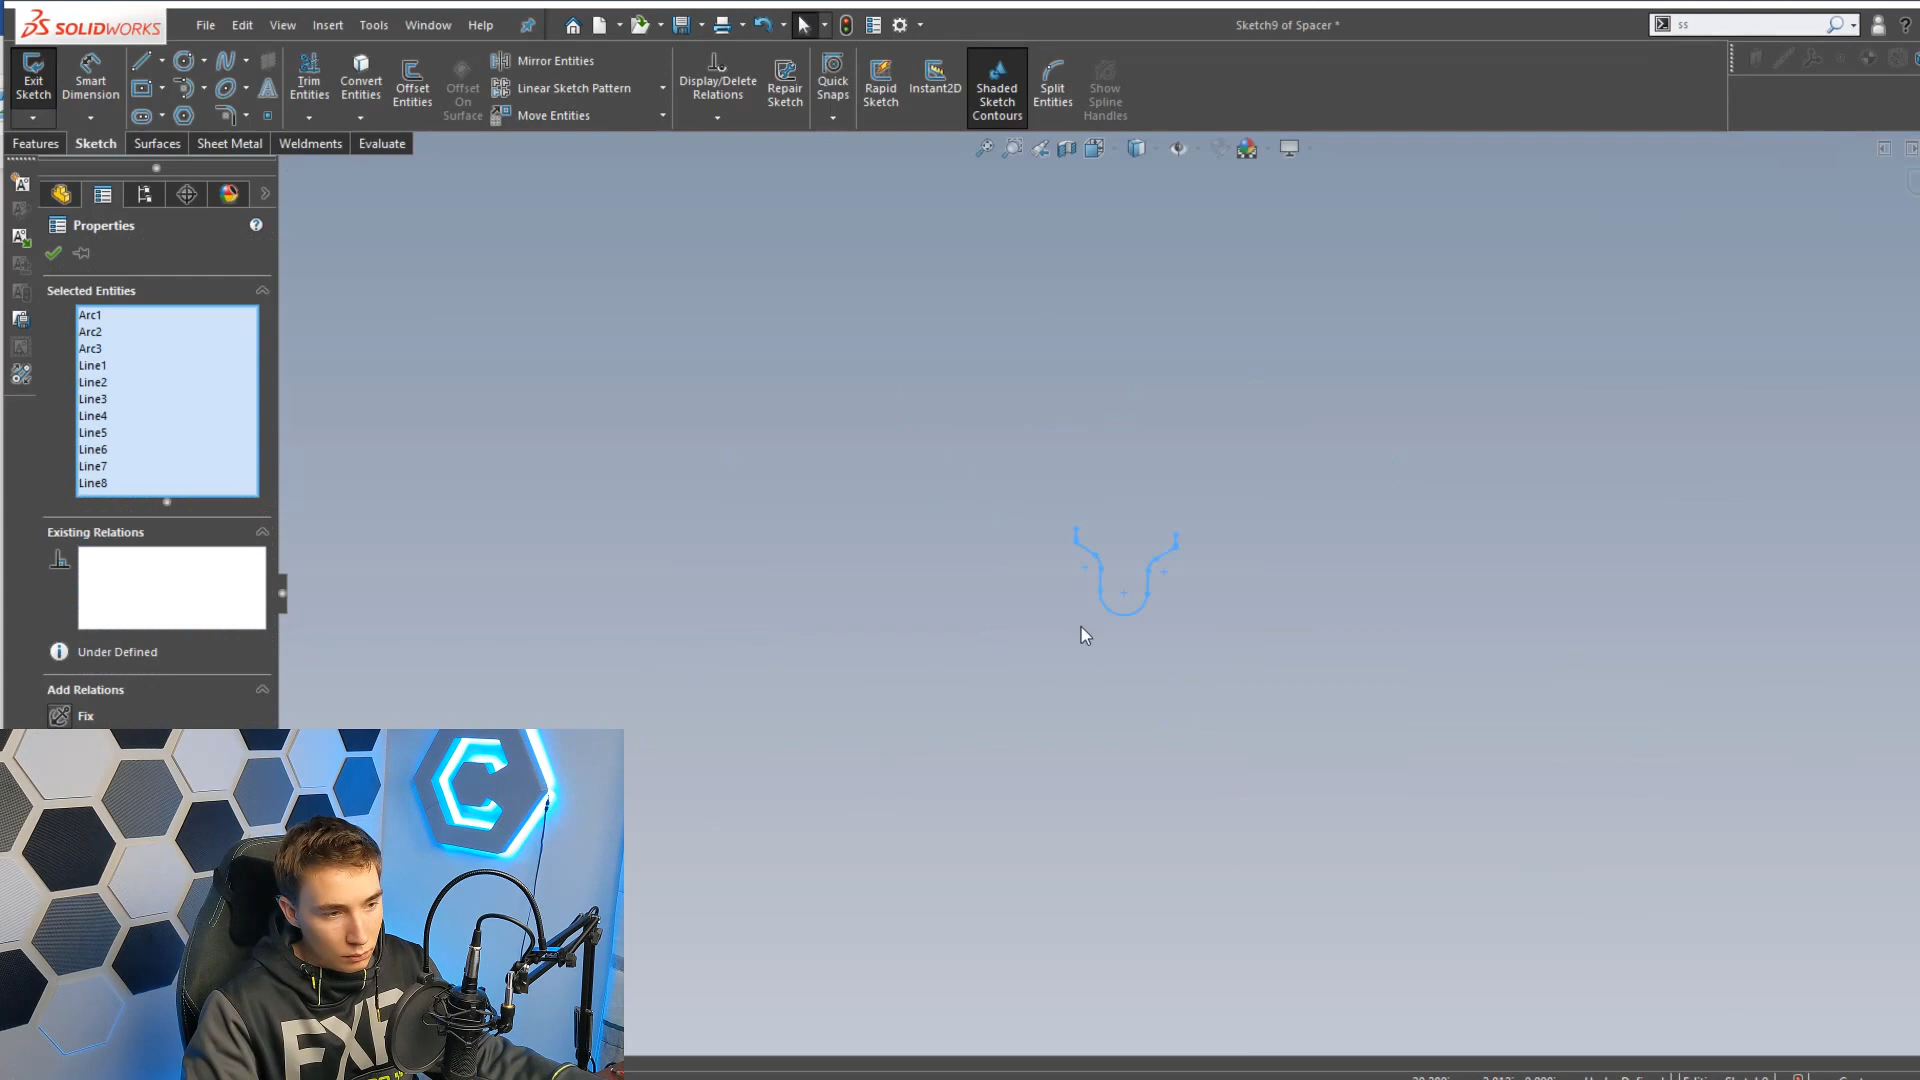 SOLIDWORKS File Edit View Insert Tools Window Help Sketch9 of Spacer * ss
Exit Sketch Smart Dimension Trim Entities Convert Entities Offset Entities Offset On Surface Mirror Entities Display/Delete Relations Repair Sketch Quick Snaps Rapid Sketch Instant2D Shaded Sketch Contours Split Entities Show Spline Handles
Linear Sketch Pattern
Move Entities
Features Sketch Surfaces Sheet Metal Weldments Evaluate
Properties
Selected Entities
Arc1
Arc2
Arc3
Line1
Line2
Line3
Line4
Line5
Line6
Line7
Line8
Existing Relations
Under Defined
Add Relations
Fix